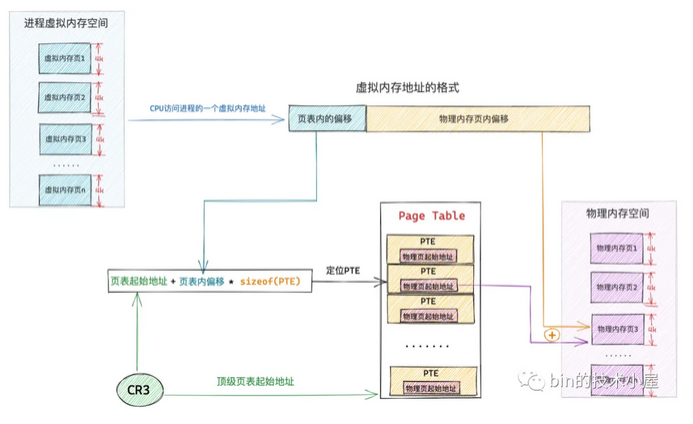 进程虚拟内存空间
虚拟内存页1
4k
虚拟内存页2
4k
虚拟内存页3
4k
......
虚拟内存页n
4k
CPU访问进程的一个虚拟内存地址
虚拟内存地址的格式
页表内的偏移
物理内存页内偏移
页表起始地址 + 页表内偏移 * sizeof(PTE)
定位PTE
CR3
顶级页表起始地址
Page Table
PTE
物理页起始地址
PTE
物理页起始地址
PTE
物理页起始地址
.......
PTE
物理页起始地址
物理内存空间
物理内存页1
4k
物理内存页2
4k
+
物理内存页3
4k
......
4k
bin的技术小屋